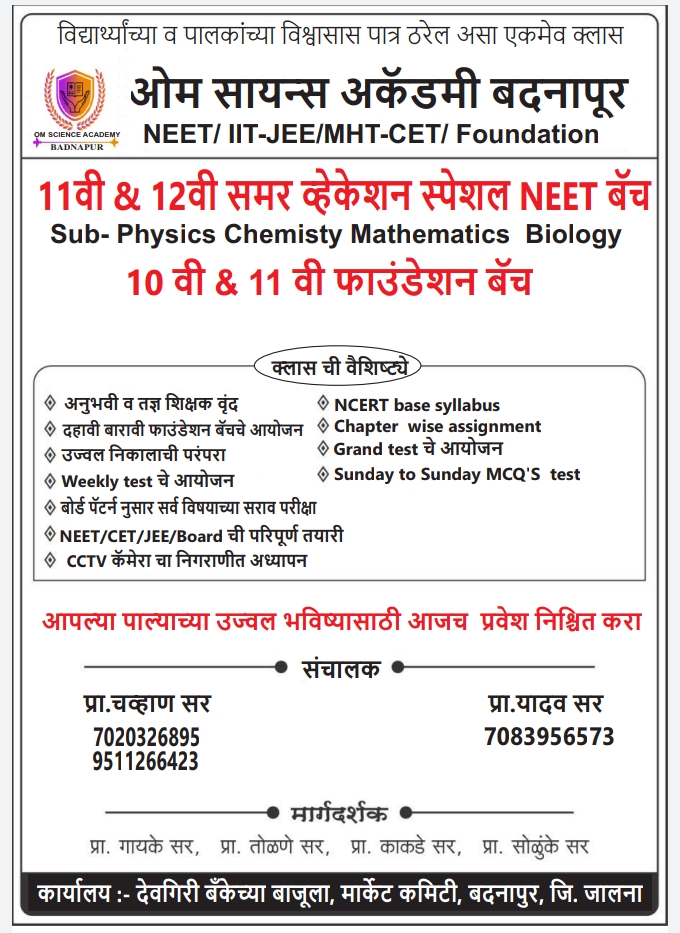 विद्यार्थ्यांच्या व पालकांच्या विश्वासास पात्र ठरेल असा एकमेव क्लास
ओम सायन्स अकॅडमी बदनापूर
OM SCIENCE ACADEMY
BADNAPUR
NEET/ IIT-JEE/MHT-CET/ Foundation
11वी & 12वी समर व्हेकेशन स्पेशल NEET बॅच
Sub- Physics Chemisty Mathematics Biology
10 वी & 11 वी फाउंडेशन बॅच
क्लास ची वैशिष्ट्ये
अनुभवी व तज्ञ शिक्षक वृंद
दहावी बारावी फाउंडेशन बॅचचे आयोजन
उज्वल निकालाची परंपरा
Weekly test चे आयोजन
बोर्ड पॅटर्न नुसार सर्व विषयाच्या सराव परीक्षा
NEET/CET/JEE/Board ची परिपूर्ण तयारी
CCTV कॅमेरा चा निगराणीत अध्यापन
NCERT base syllabus
Chapter wise assignment
Grand test चे आयोजन
Sunday to Sunday MCQ'S test
आपल्या पाल्याच्या उज्वल भविष्यासाठी आजच प्रवेश निश्चित करा
संचालक
प्रा.चव्हाण सर
7020326895
9511266423
प्रा.यादव सर
7083956573
मार्गदर्शक
प्रा. गायके सर, प्रा. तोळणे सर, प्रा. काकडे सर, प्रा. सोळुंके सर
कार्यालय :- देवगिरी बँकेच्या बाजूला, मार्केट कमिटी, बदनापुर, जि. जालना